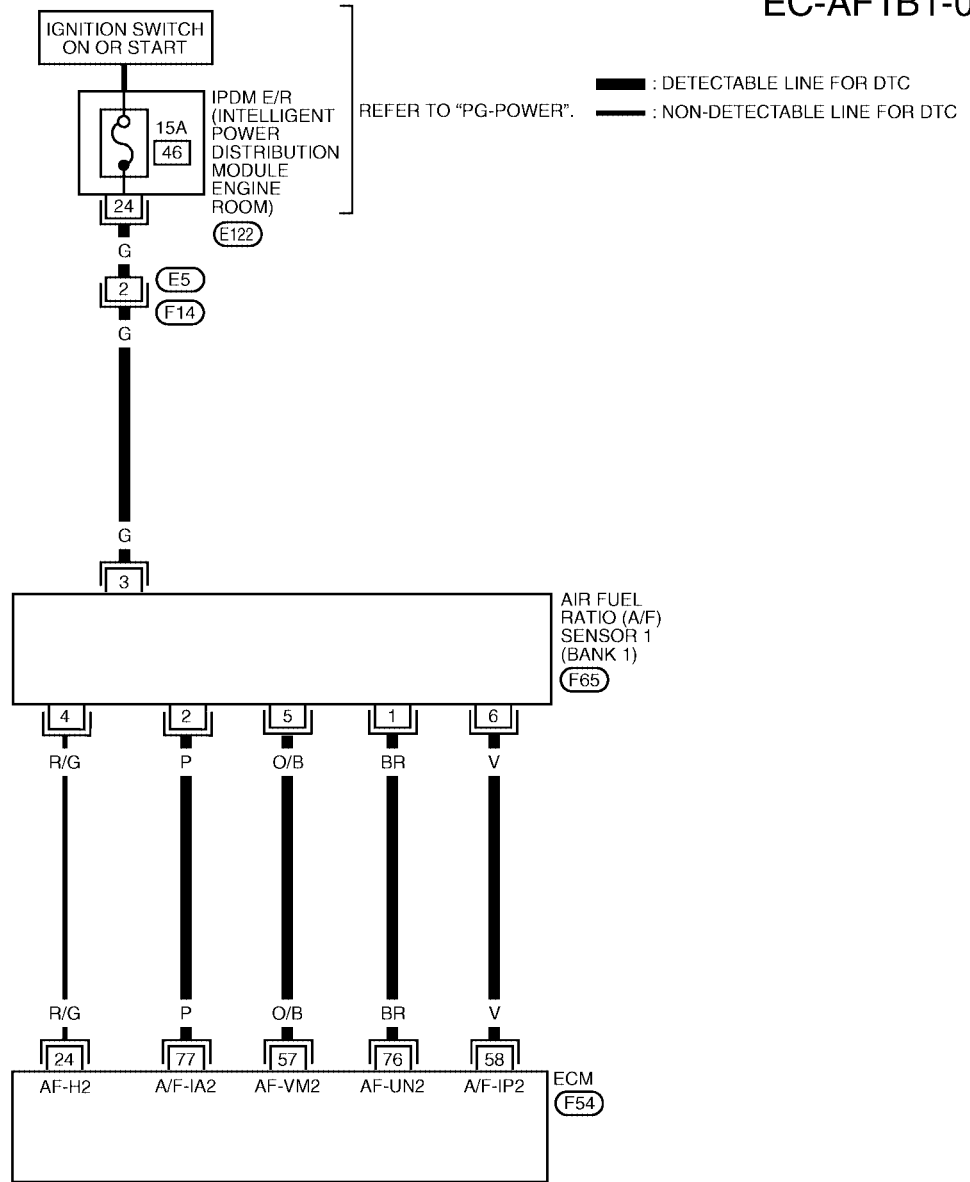 EC-AF1B1-0
IGNITION SWITCH
ON OR START
: DETECTABLE LINE FOR DTC
: NON-DETECTABLE LINE FOR DTC
REFER TO “PG-POWER”.
15A
46
IPDM E/R
(INTELLIGENT
POWER
DISTRIBUTION
MODULE
ENGINE
ROOM)
E122
24
G
2
E5
F14
G
G
3
AIR FUEL
RATIO (A/F)
SENSOR 1
(BANK 1)
F65
4 2 5 1 6
R/G P O/B BR V
R/G P O/B BR V
24 77 57 76 58
AF-H2 A/F-IA2 AF-VM2 AF-UN2 A/F-IP2
ECM
F54